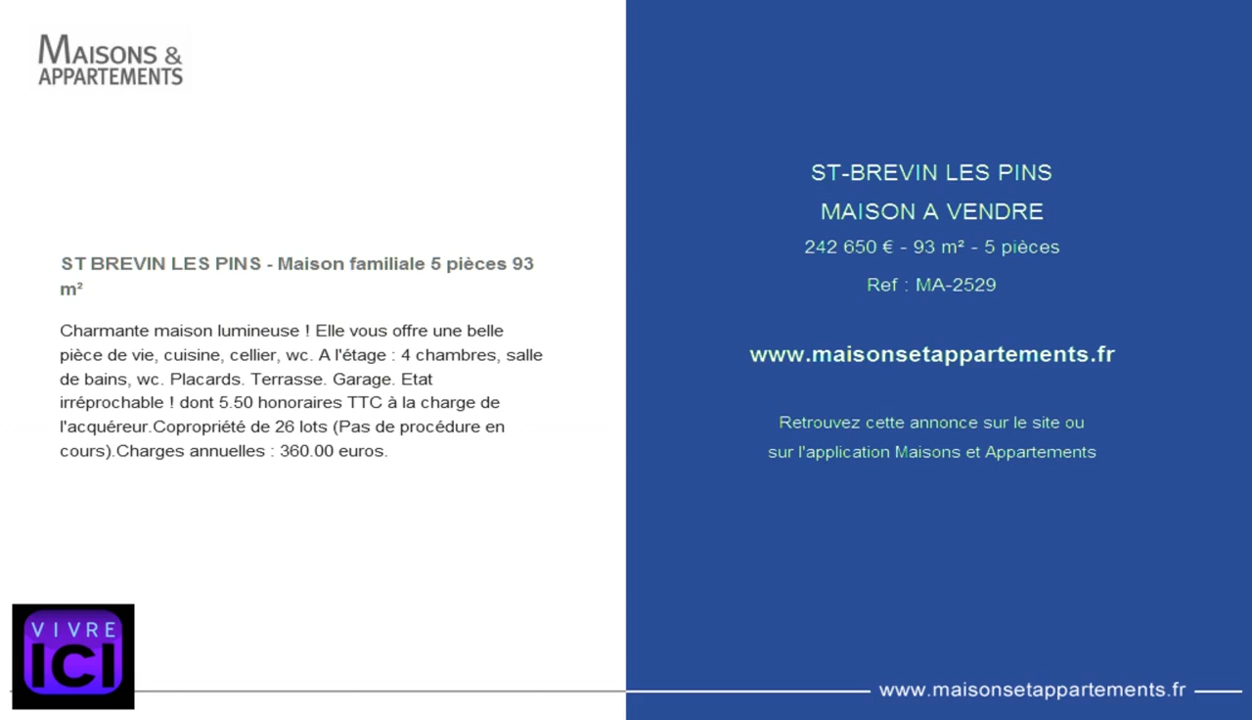 MAISONS &
APPARTEMENTS
ST BREVIN LES PINS - Maison familiale 5 pièces 93
m²
Charmante maison lumineuse ! Elle vous offre une belle
pièce de vie, cuisine, cellier, wc. A l'étage : 4 chambres, salle
de bains, wc. Placards. Terrasse. Garage. Etat
irréprochable ! dont 5.50 honoraires TTC à la charge de
l'acquéreur.Copropriété de 26 lots (Pas de procédure en
cours).Charges annuelles : 360.00 euros.
VIVRE
ICI
ST-BREVIN LES PINS
MAISON A VENDRE
242 650 € - 93 m² - 5 pièces
Ref : MA-2529
www.maisonsetappartements.fr
Retrouvez cette annonce sur le site ou
sur l'application Maisons et Appartements
www.maisonsetappartements.fr